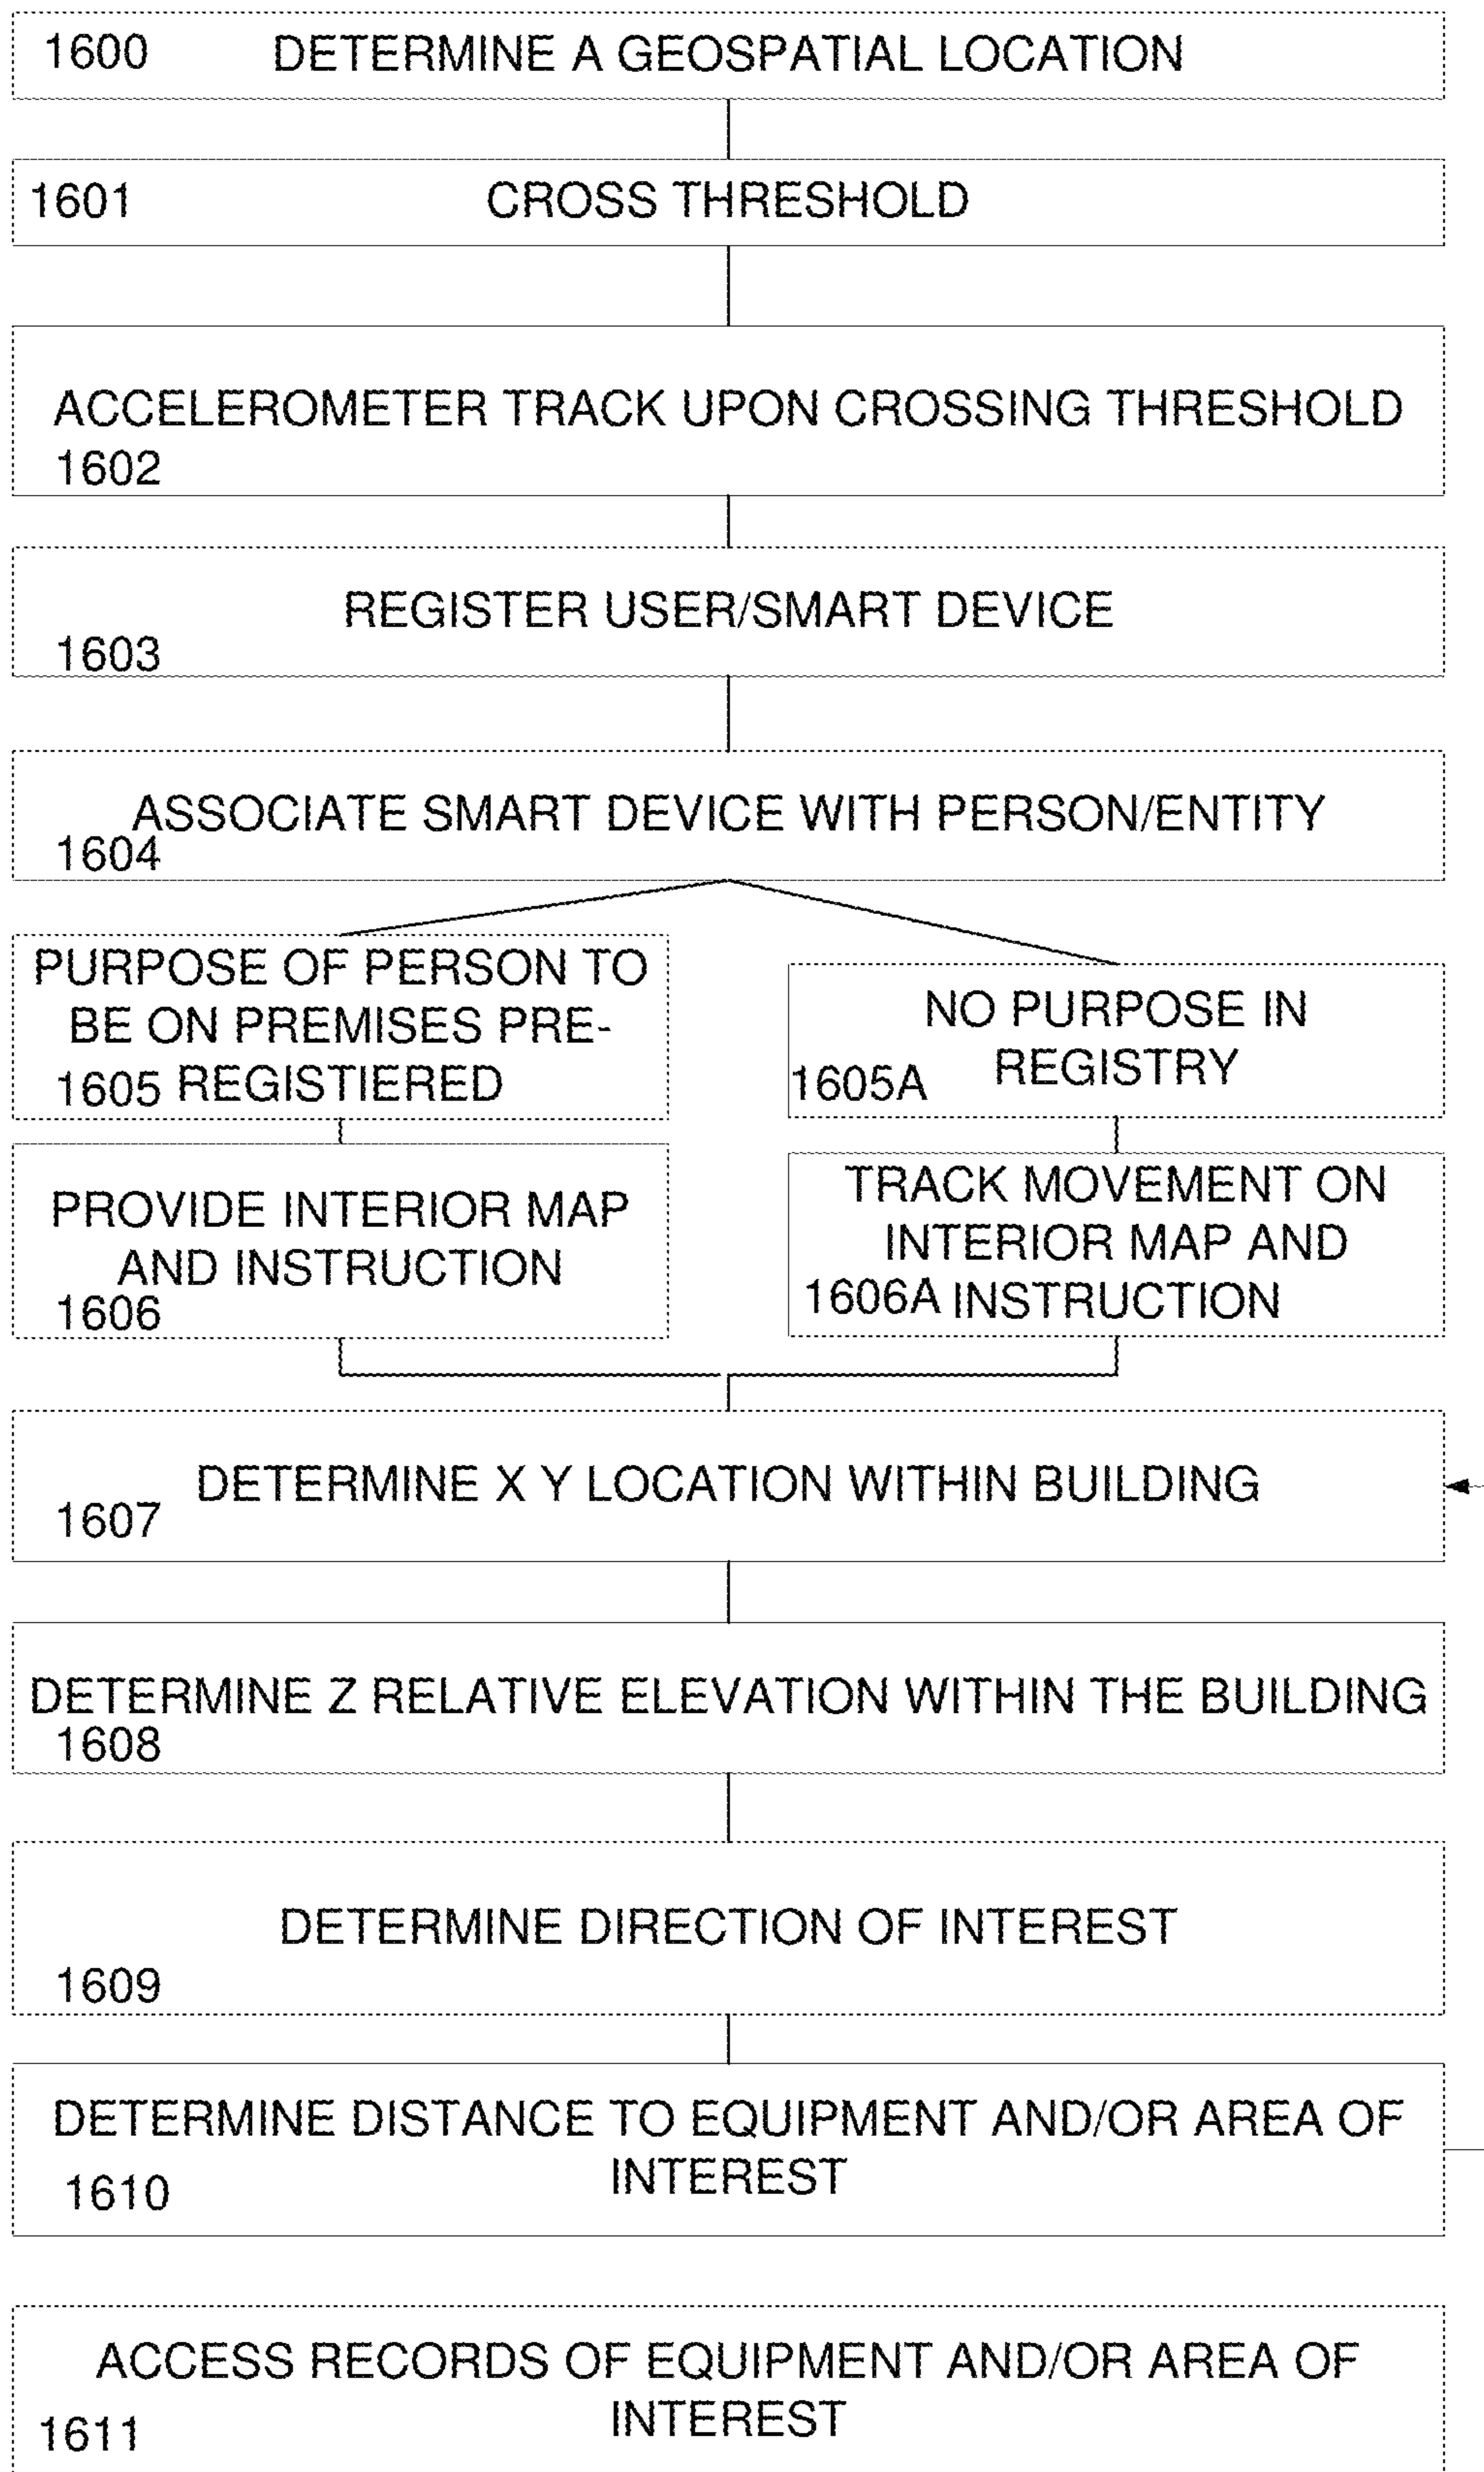 1600 DETERMINE A GEOSPATIAL LOCATION
1601 CROSS THRESHOLD
ACCELEROMETER TRACK UPON CROSSING THRESHOLD
1602
REGISTER USER/SMART DEVICE
1603
ASSOCIATE SMART DEVICE WITH PERSON/ENTITY
1604
PURPOSE OF PERSON TO
BE ON PREMISES PRE-
1605 REGISTIERED
NO PURPOSE IN
REGISTRY
1605A
PROVIDE INTERIOR MAP
AND INSTRUCTION
1606
TRACK MOVEMENT ON
INTERIOR MAP AND
1606A INSTRUCTION
DETERMINE X Y LOCATION WITHIN BUILDING
1607
DETERMINE Z RELATIVE ELEVATION WITHIN THE BUILDING
1608
DETERMINE DIRECTION OF INTEREST
1609
DETERMINE DISTANCE TO EQUIPMENT AND/OR AREA OF
INTEREST
1610
ACCESS RECORDS OF EQUIPMENT AND/OR AREA OF
INTEREST
1611